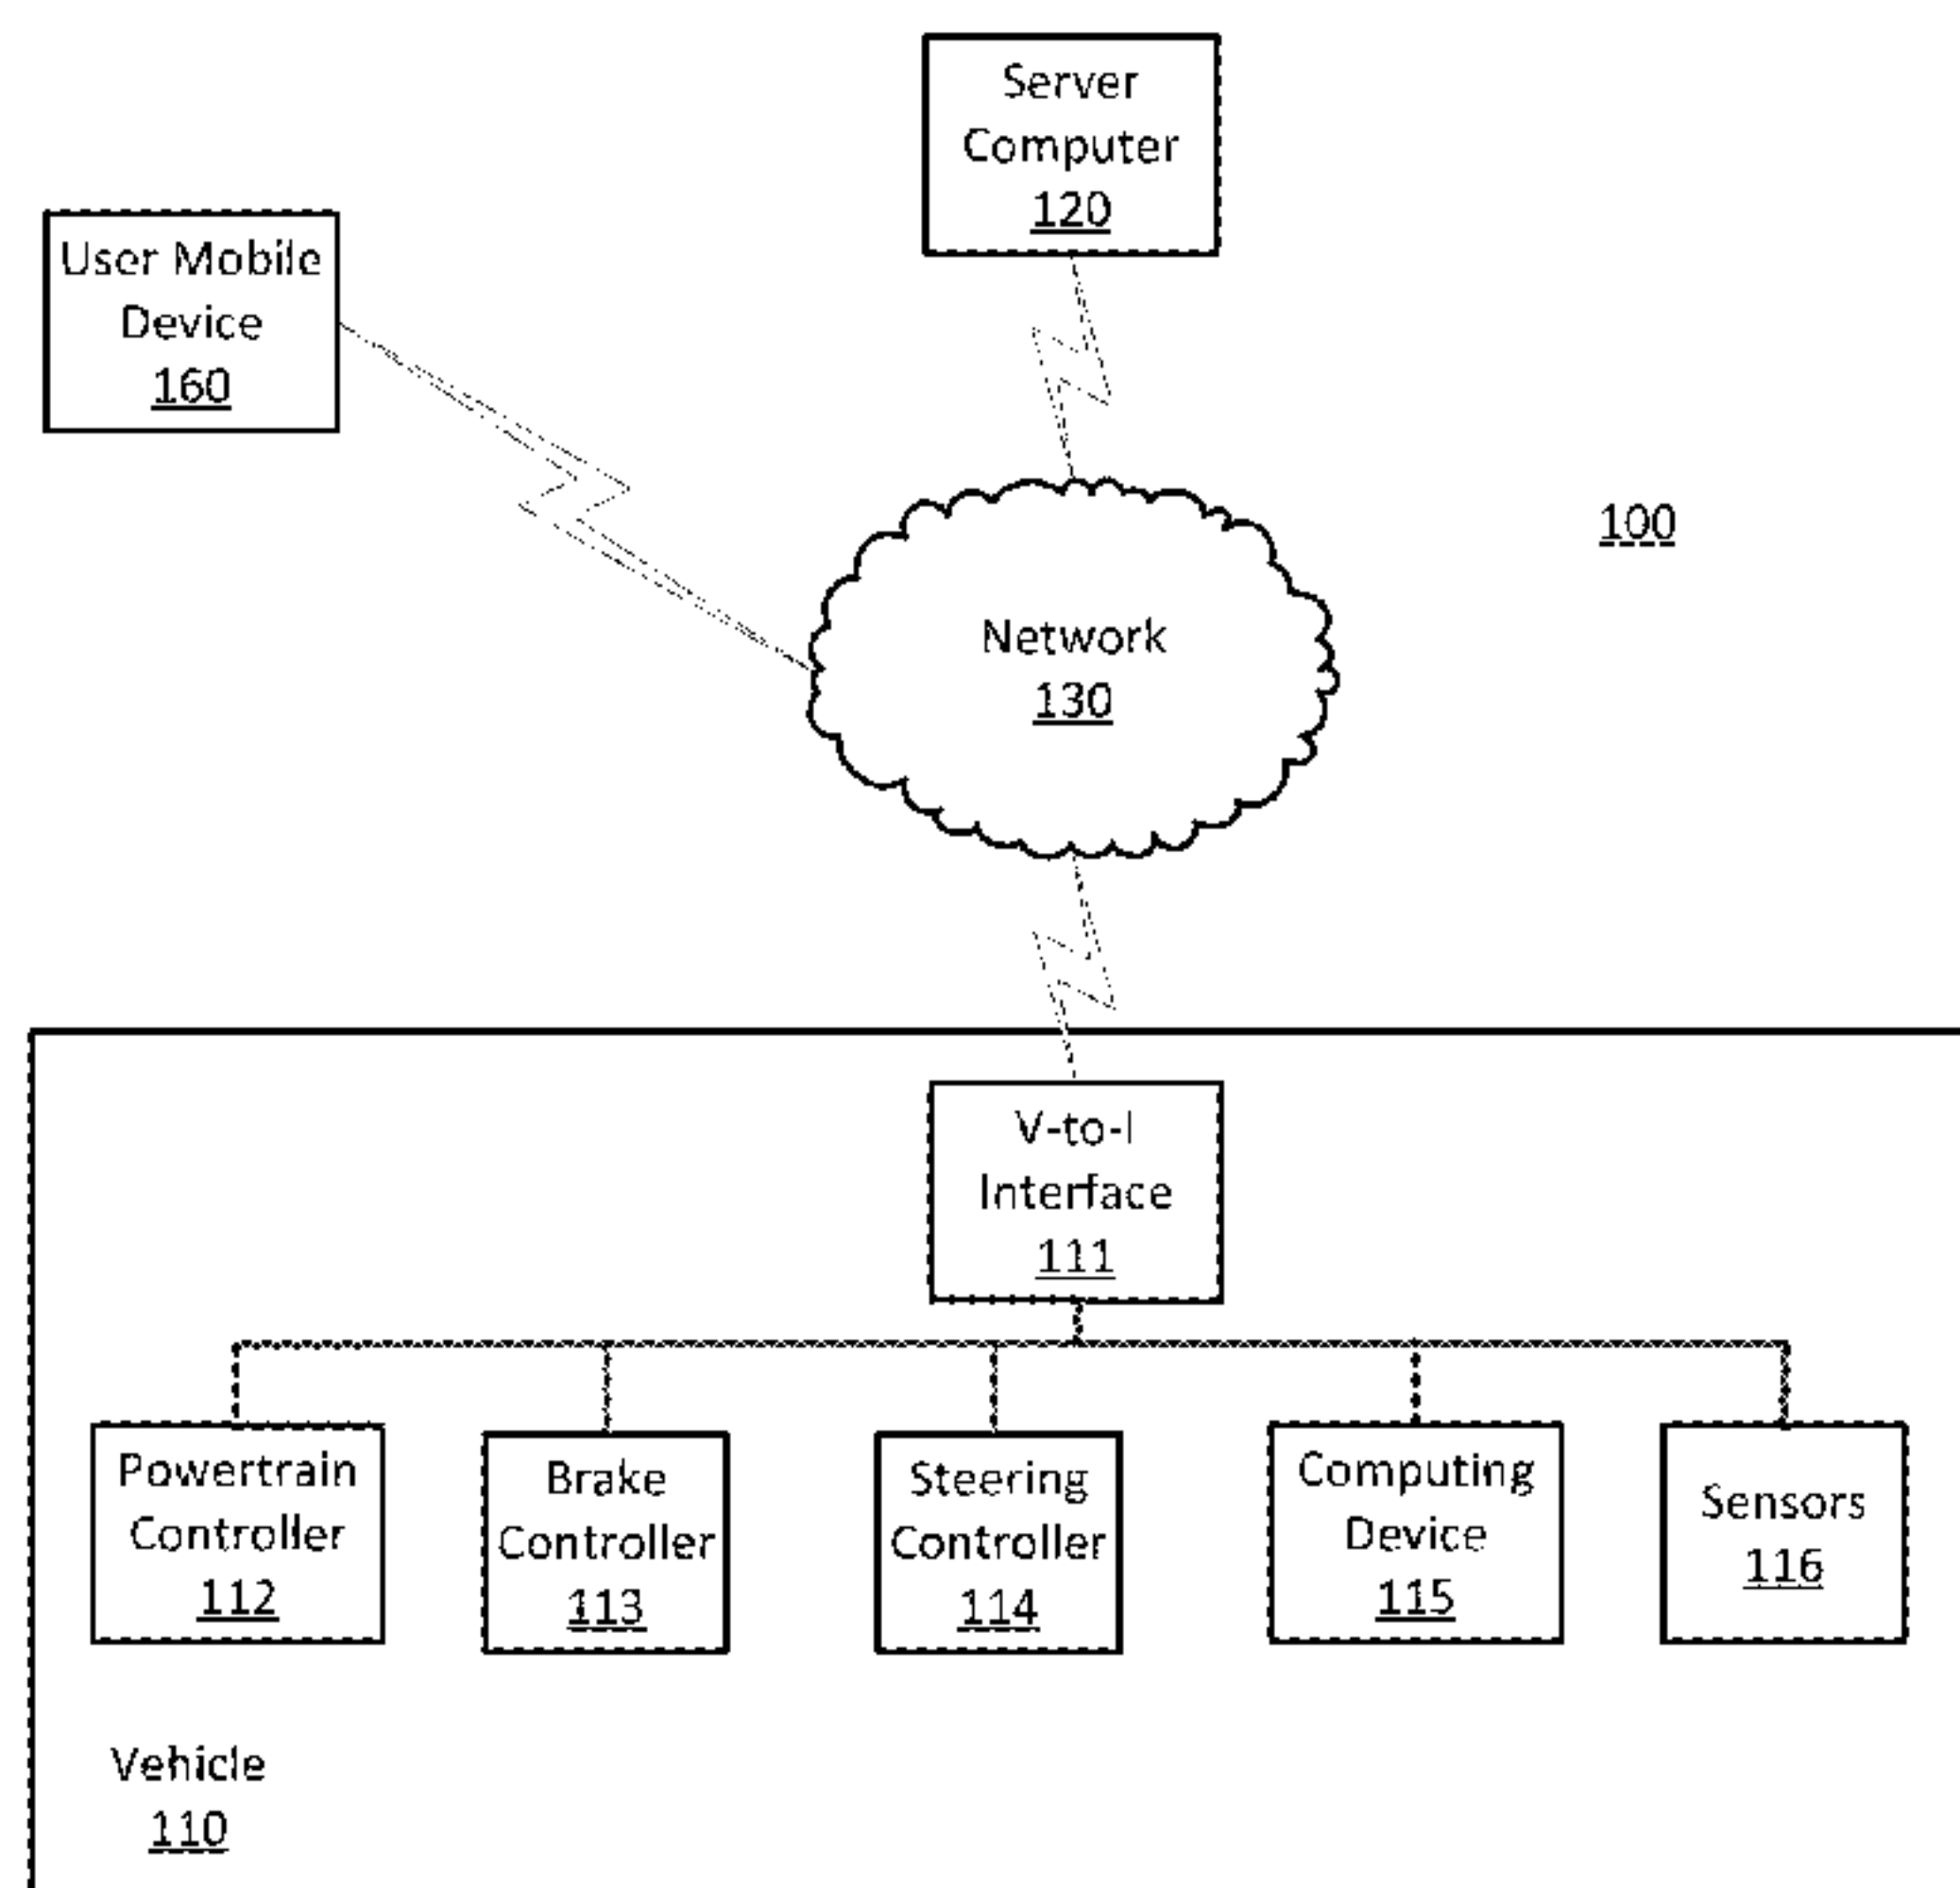 Server
Computer
120
User Mobile
Device
160
100
Network
130
V-to-I
Interface
111
Powertrain
Controller
112
Brake
Controller
113
Steering
Controller
114
Computing
Device
115
Sensors
116
Vehicle
110